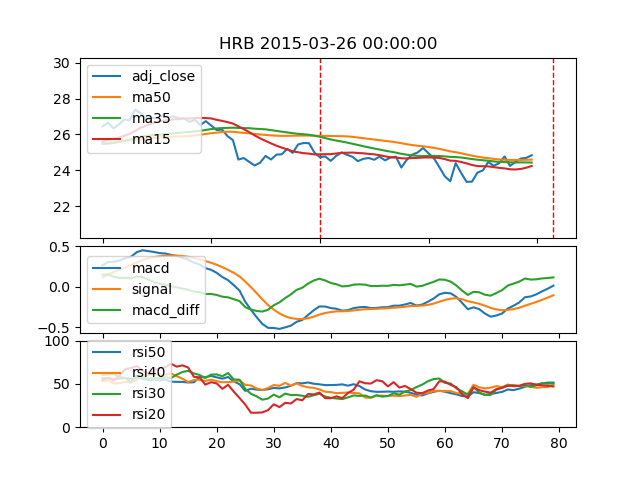 HRB 2015-03-26 00:00:00
30
28
26
24
22
adj_close
ma50
ma35
ma15
0.5
0.0
−0.5
macd
signal
macd_diff
100
50
0
rsi50
rsi40
rsi30
rsi20
0 10 20 30 40 50 60 70 80